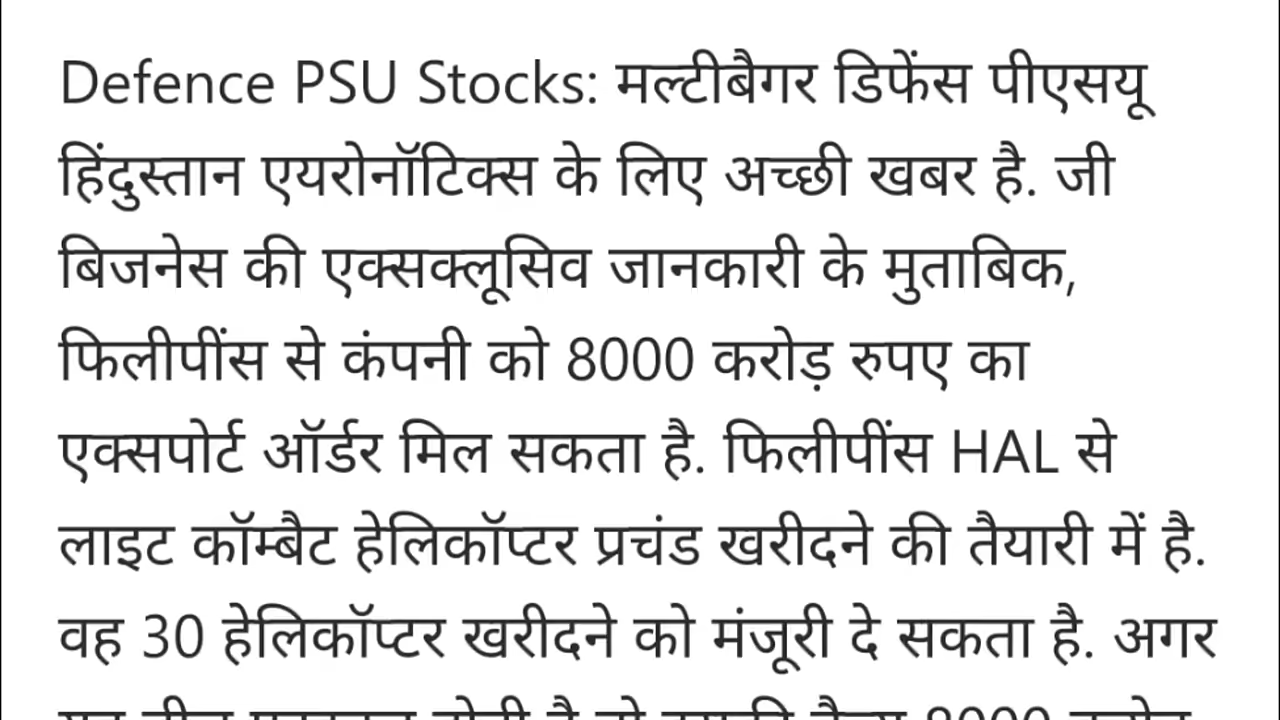 Defence PSU Stocks: मल्टीबैगर डिफेंस पीएसयू
हिंदुस्तान एयरोनॉटिक्स के लिए अच्छी खबर है. जी
बिजनेस की एक्सक्लूसिव जानकारी के मुताबिक,
फिलीपींस से कंपनी को 8000 करोड़ रुपए का
एक्सपोर्ट ऑर्डर मिल सकता है. फिलीपींस HAL से
लाइट कॉम्बैट हेलिकॉप्टर प्रचंड खरीदने की तैयारी में है.
वह 30 हेलिकॉप्टर खरीदने को मंजूरी दे सकता है. अगर